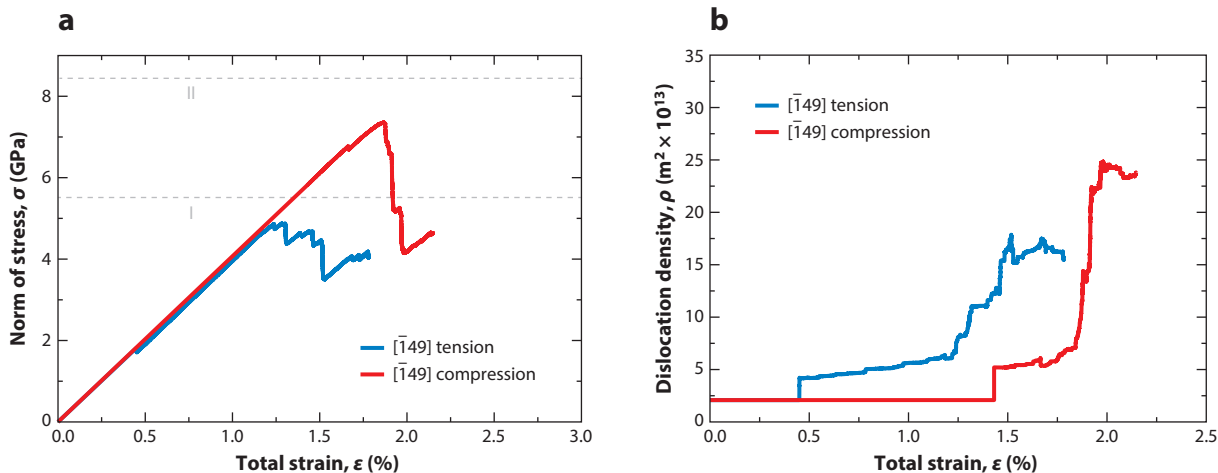 a
b
Norm of stress, σ (GPa)
8
6
4
2
0
II
I
[1̅49] tension
[1̅49] compression
0.0 0.5 1.0 1.5 2.0 2.5 3.0
Total strain, ε (%)
Dislocation density, ρ (m² × 10¹³)
35
30
25
20
15
10
5
0
[1̅49] tension
[1̅49] compression
0.0 0.5 1.0 1.5 2.0 2.5
Total strain, ε (%)